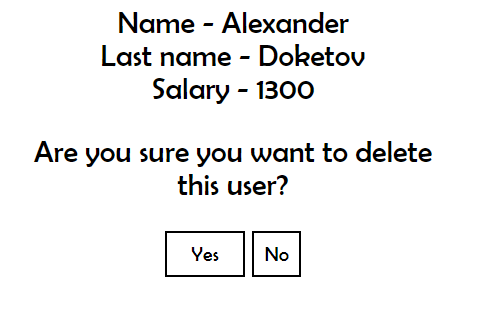 Name - Alexander
Last name - Doketov
Salary - 1300
Are you sure you want to delete
this user?
Yes No